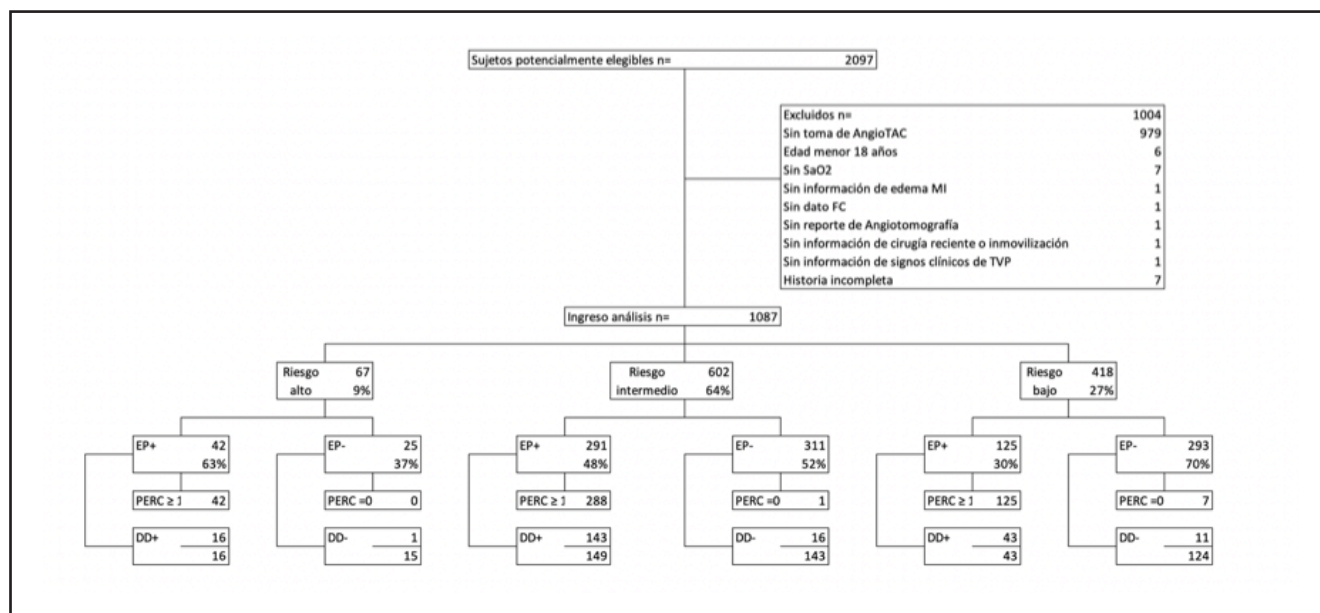 Sujetos potencialmente elegibles n= 2097
Excluidos n= 1004
Sin toma de AngioTAC 979
Edad menor 18 años 6
Sin SaO2 7
Sin información de edema MI 1
Sin dato FC 1
Sin reporte de Angiotomografía 1
Sin información de cirugía reciente o inmovilización 1
Sin información de signos clínicos de TVP 1
Historia incompleta 7
Ingreso análisis n= 1087
Riesgo 67
alto 9%
Riesgo 602
intermedio 64%
Riesgo 418
bajo 27%
EP+ 42
63%
EP- 25
37%
EP+ 291
48%
EP- 311
52%
EP+ 125
30%
EP- 293
70%
PERC ≥ 1 42
PERC =0 0
PERC ≥ 1 288
PERC =0 1
PERC ≥ 1 125
PERC =0 7
DD+ 16
16
DD- 1
15
DD+ 143
149
DD- 16
143
DD+ 43
43
DD- 11
124